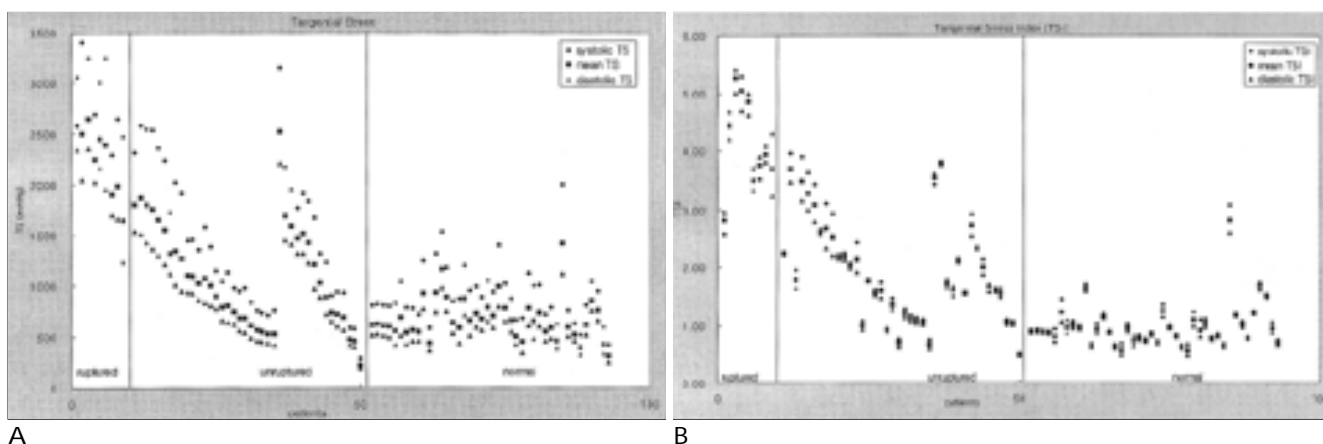 Tangential Stress
3500
systolic TS
mean TS
diastolic TS
3000
2500
2000
TS (mmHg)
1500
1000
500
0
ruptured
unruptured
normal
0
50
100
patients
A
Tangential Stress Index (TSI)
6.00
systolic TSI
mean TSI
diastolic TSI
5.00
4.00
3.00
2.00
1.00
0.00
ruptured
unruptured
normal
0
50
patients
B